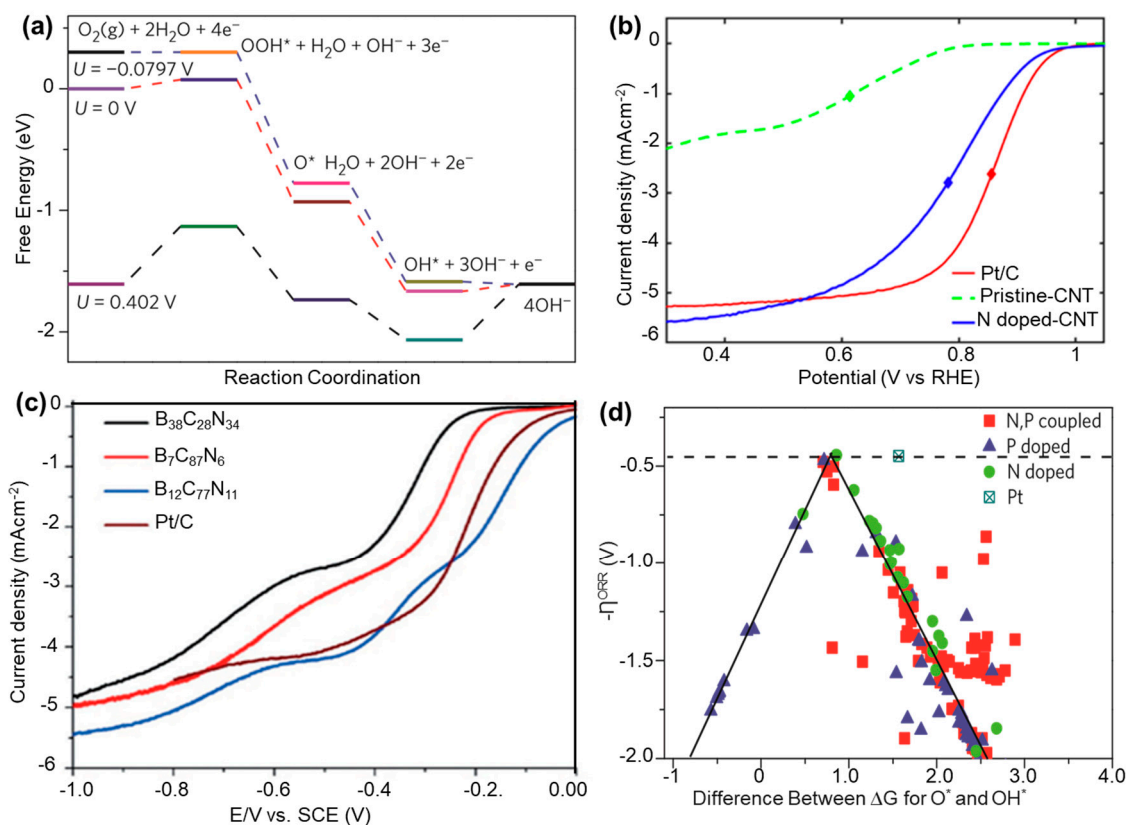 (a)
O₂(g) + 2H₂O + 4e⁻
OOH* + H₂O + OH⁻ + 3e⁻
U = −0.0797 V
0
U = 0 V
O* H₂O + 2OH⁻ + 2e⁻
-1
OH* + 3OH⁻ + e⁻
U = 0.402 V
4OH⁻
-2
Free Energy (eV)
Reaction Coordination
(b)
0
-1
-2
-3
-4
-5
-6
Current density (mAcm⁻²)
Pt/C
Pristine-CNT
N doped-CNT
0.4 0.6 0.8 1
Potential (V vs RHE)
(c)
0
-1
-2
-3
-4
-5
-6
Current density (mAcm⁻²)
B₃₈C₂₈N₃₄
B₇C₈₇N₆
B₁₂C₇₇N₁₁
Pt/C
-1.0 -0.8 -0.6 -0.4 -0.2. 0.00
E/V vs. SCE (V)
(d)
N,P coupled
P doped
N doped
Pt
-0.5
-1.0
-1.5
-2.0
-η^ORR (V)
-1 0 1.0 2.0 3.0 4.0
Difference Between ΔG for O* and OH*